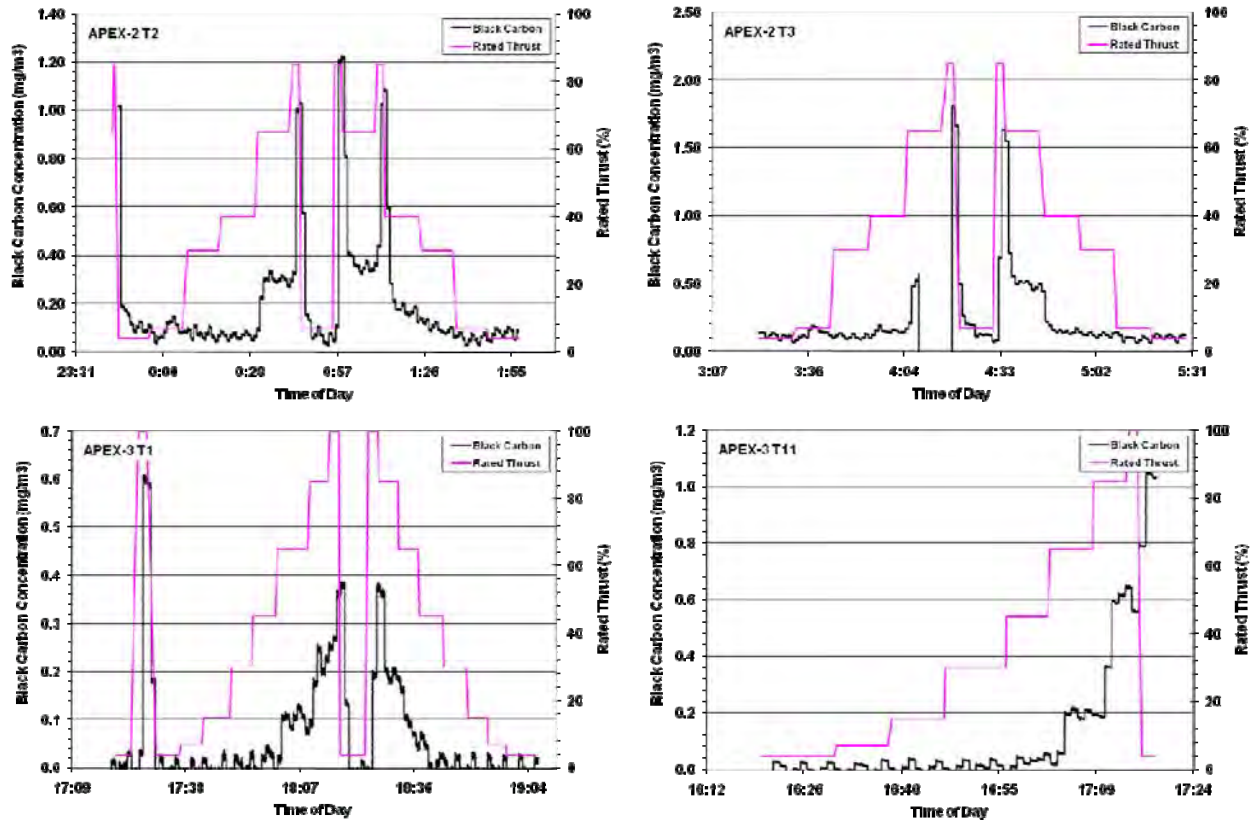 APEX-2 T2
Black Carbon
Rated Thrust
Black Carbon Concentration (mg/m3)
1.40
1.20
1.00
0.80
0.60
0.40
0.20
0.00
100
80
60
40
20
0
Rated Thrust (%)
23:31 0:00 0:28 0:57 1:26 1:55
Time of Day
APEX-2 T3
Black Carbon
Rated Thrust
Black Carbon Concentration (mg/m3)
2.50
2.00
1.50
1.00
0.50
0.00
100
80
60
40
20
0
Rated Thrust (%)
3:07 3:36 4:04 4:33 5:02 5:31
Time of Day
APEX-3 T1
Black Carbon
Rated Thrust
Black Carbon Concentration (mg/m3)
0.7
0.6
0.5
0.4
0.3
0.2
0.1
0.0
100
80
60
40
20
0
Rated Thrust (%)
17:09 17:38 18:07 18:36 19:04
Time of Day
APEX-3 T11
Black Carbon
Rated Thrust
Black Carbon Concentration (mg/m3)
1.2
1.0
0.8
0.6
0.4
0.2
0.0
100
80
60
40
20
0
Rated Thrust (%)
16:12 16:26 16:40 16:55 17:09 17:24
Time of Day